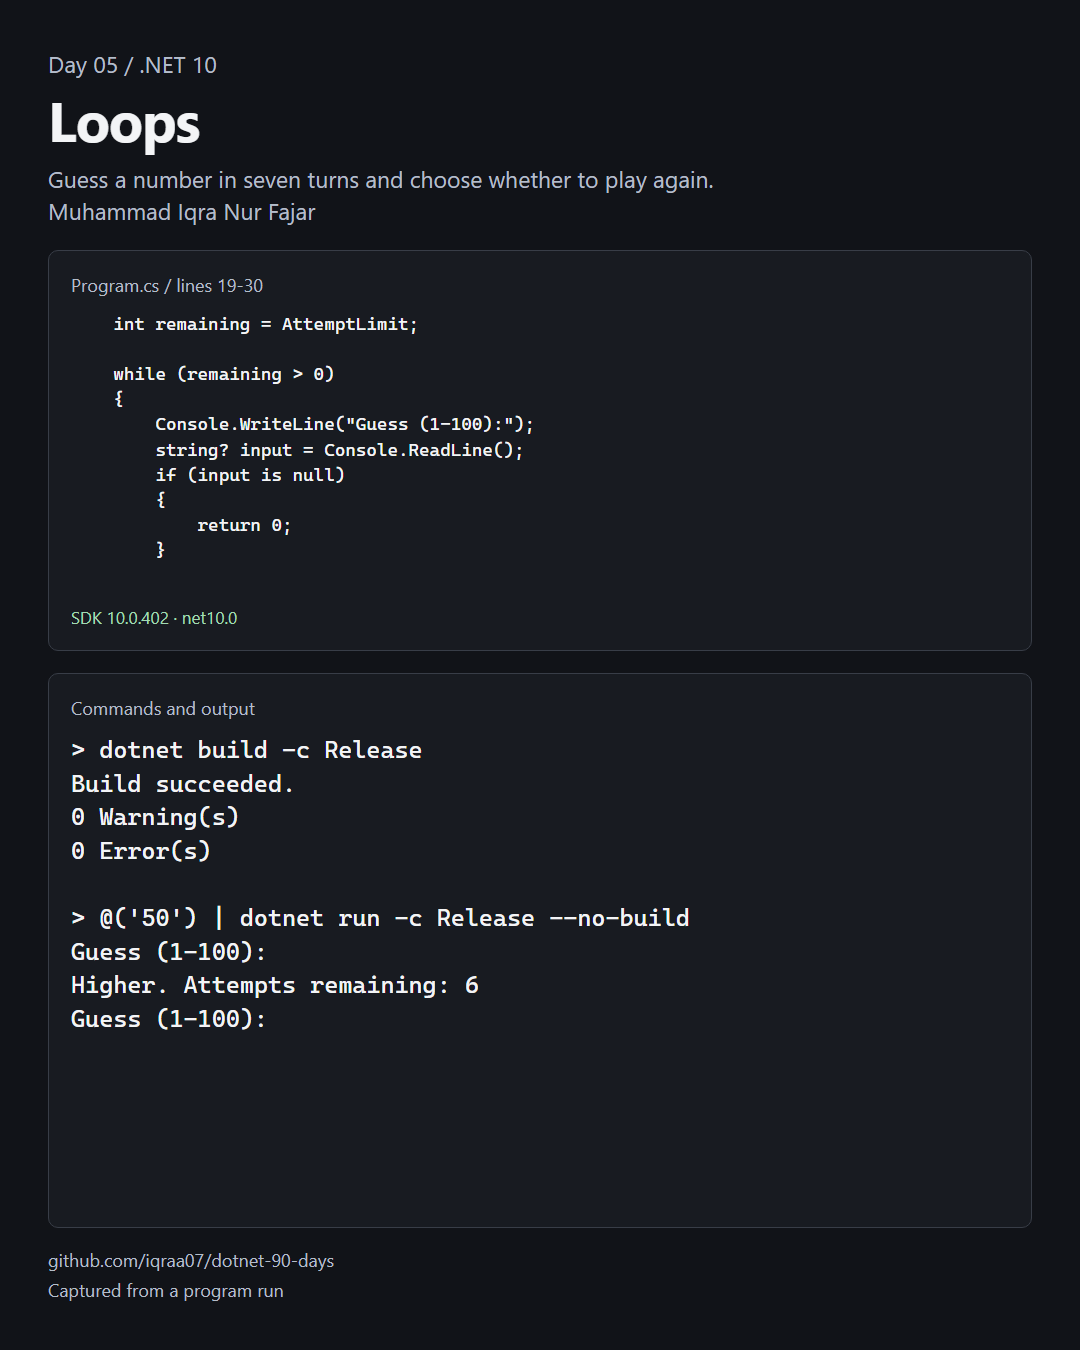 Day 05 / .NET 10
Loops
Guess a number in seven turns and choose whether to play again.
Muhammad Iqra Nur Fajar
Program.cs / lines 19-30
int remaining = AttemptLimit;
while (remaining > 0)
{
Console.WriteLine("Guess (1-100):");
string? input = Console.ReadLine();
if (input is null)
{
return 0;
}
SDK 10.0.402 · net10.0
Commands and output
> dotnet build -c Release
Build succeeded.
0 Warning(s)
0 Error(s)
> @('50') | dotnet run -c Release --no-build
Guess (1-100):
Higher. Attempts remaining: 6
Guess (1-100):
github.com/iqraa07/dotnet-90-days
Captured from a program run